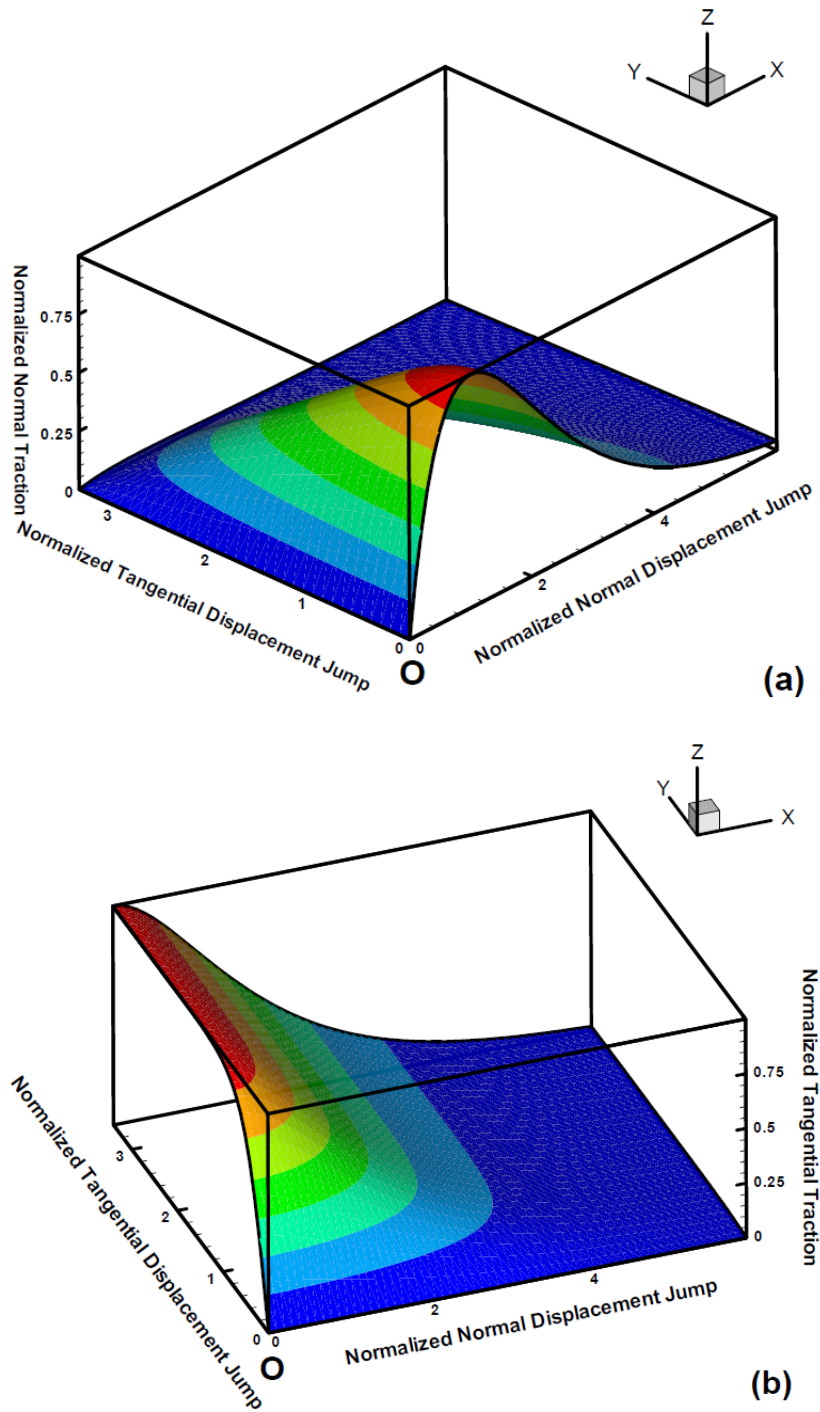 Z
Y
X
Normalized Normal Traction
0.75
0.5
0.25
0
3
2
1
0
0
2
4
Normalized Tangential Displacement Jump
Normalized Normal Displacement Jump
O
(a)
Z
Y
X
Normalized Tangential Traction
0.75
0.5
0.25
0
3
2
1
0
0
2
4
Normalized Tangential Displacement Jump
Normalized Normal Displacement Jump
O
(b)